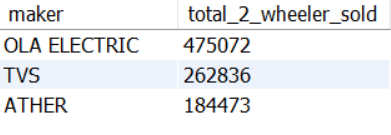 maker total_2_wheeler_sold
OLA ELECTRIC 475072
TVS 262836
ATHER 184473